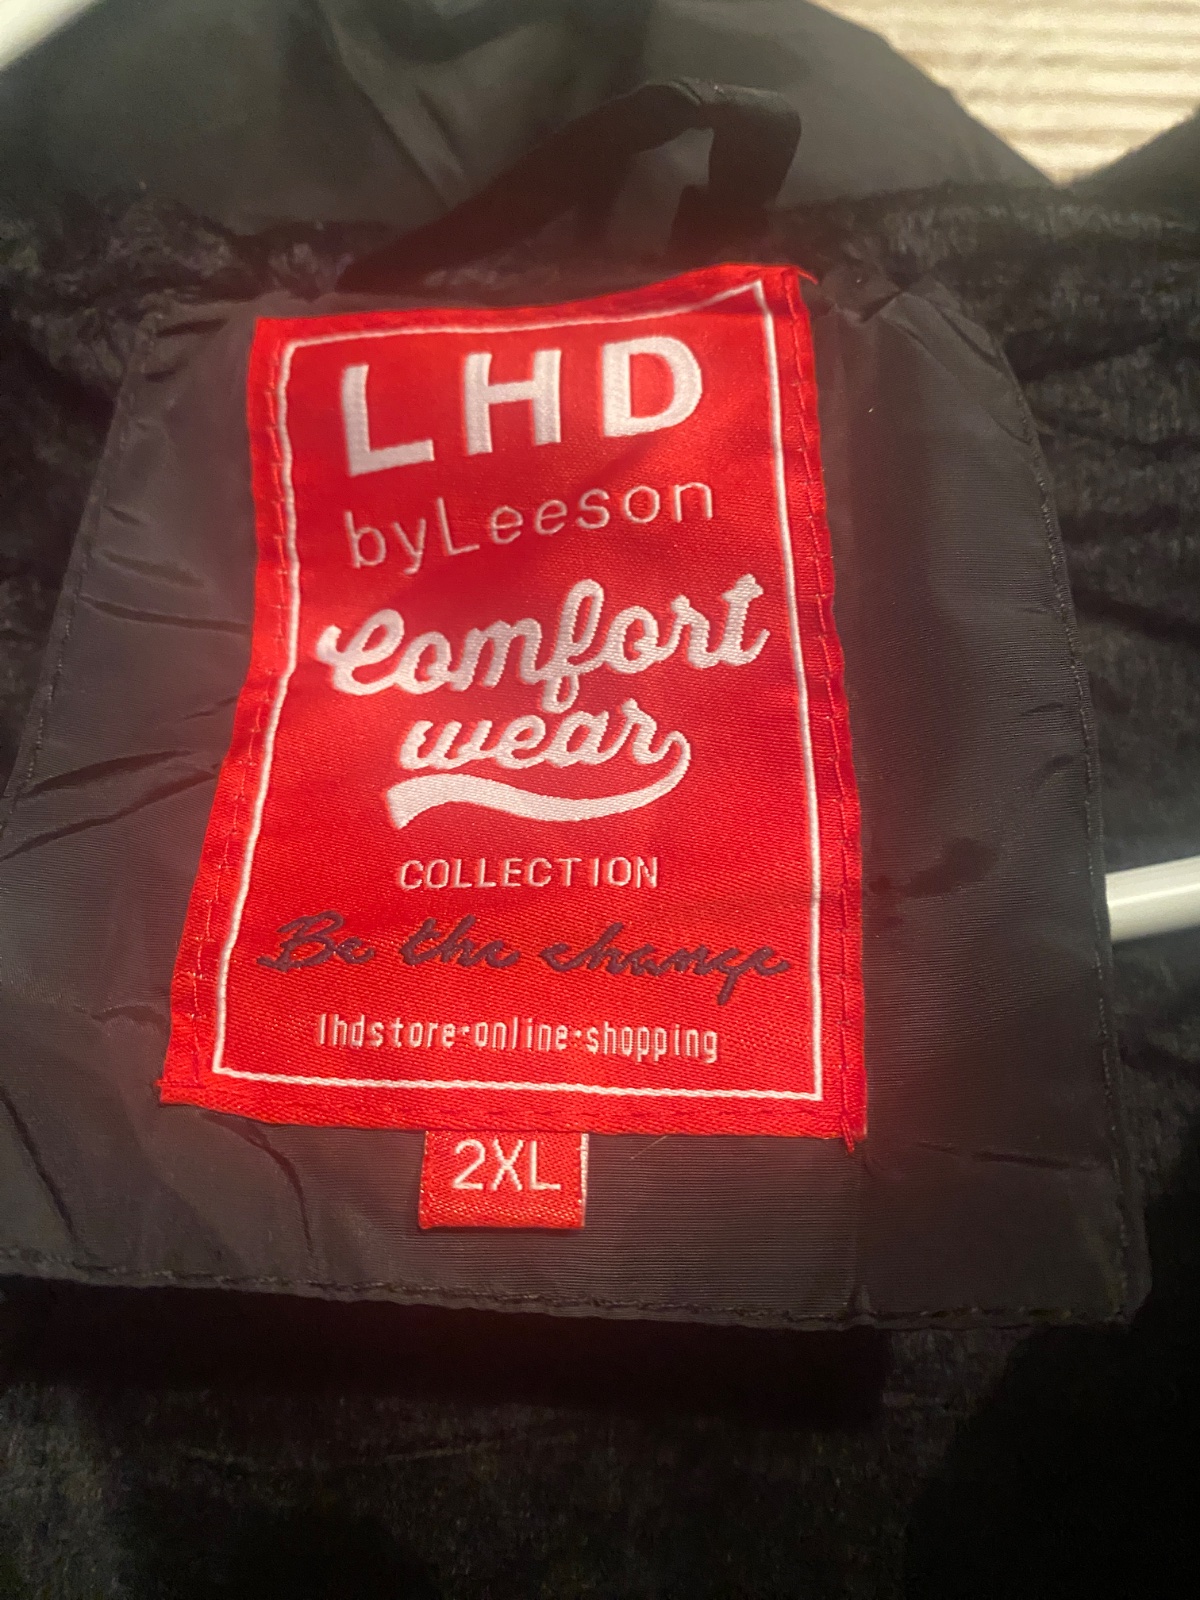 LHD
byLeeson
Comfort
wear
COLLECTION
Be the change
lhdstore·online·shopping
2XL